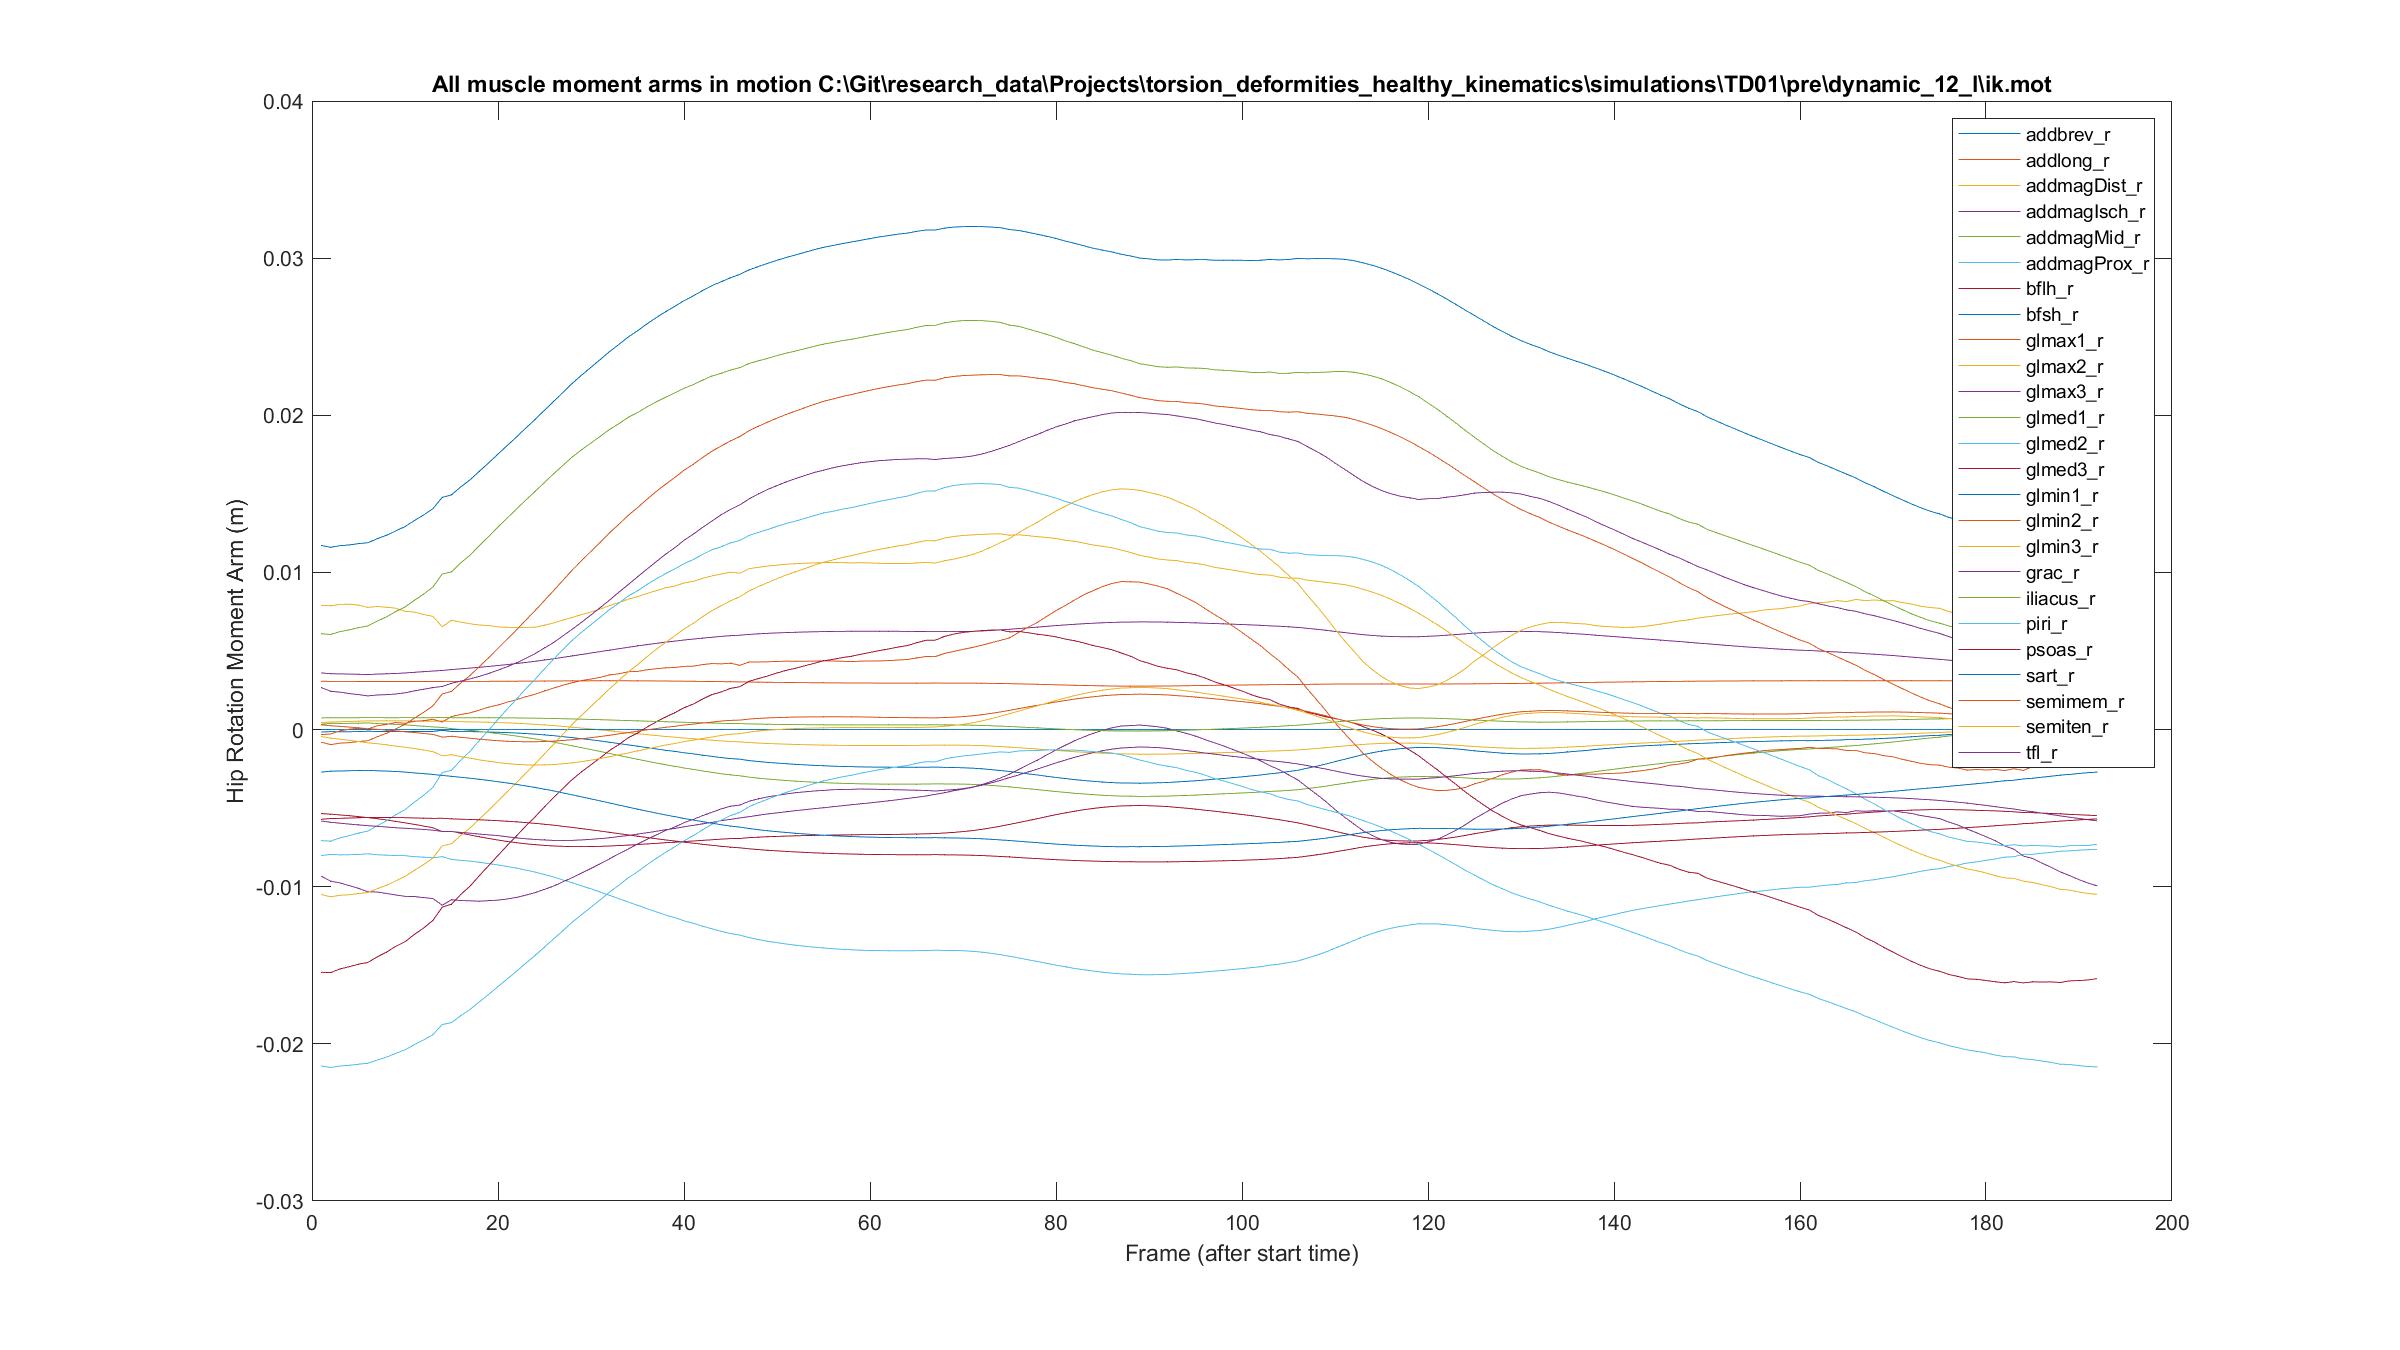 All muscle moment arms in motion C:\Git\research_data\Projects\torsion_deformities_healthy_kinematics\simulations\TD01\pre\dynamic_12_l\ik.mot
0.04
0.03
0.02
0.01
0
-0.01
-0.02
-0.03
Hip Rotation Moment Arm (m)
addbrev_r
addlong_r
addmagDist_r
addmagIsch_r
addmagMid_r
addmagProx_r
bflh_r
bfsh_r
glmax1_r
glmax2_r
glmax3_r
glmed1_r
glmed2_r
glmed3_r
glmin1_r
glmin2_r
glmin3_r
grac_r
iliacus_r
piri_r
psoas_r
sart_r
semimem_r
semiten_r
tfl_r
0 20 40 60 80 100 120 140 160 180 200
Frame (after start time)